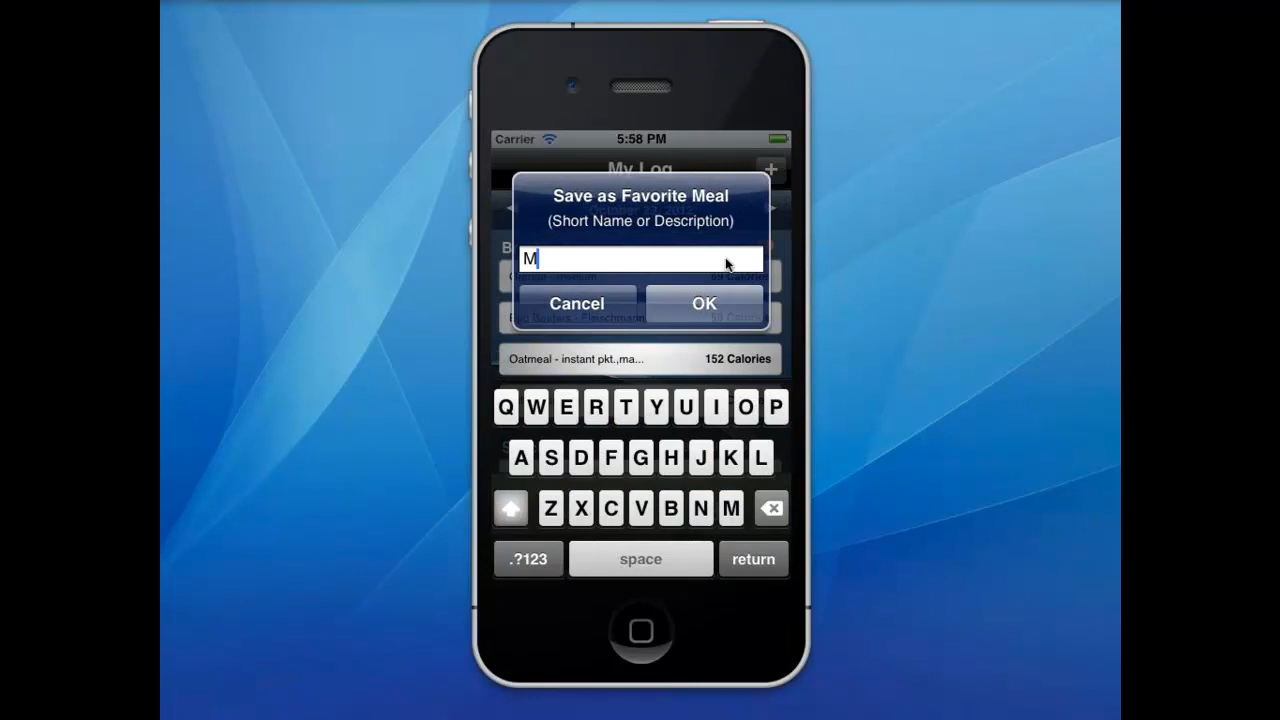 Carrier 5:58 PM
My Log
Save as Favorite Meal
(Short Name or Description)
M
Cancel OK
Oatmeal - instant pkt.,ma... 152 Calories
Q W E R T Y U I O P
A S D F G H J K L
Z X C V B N M
.?123 space return